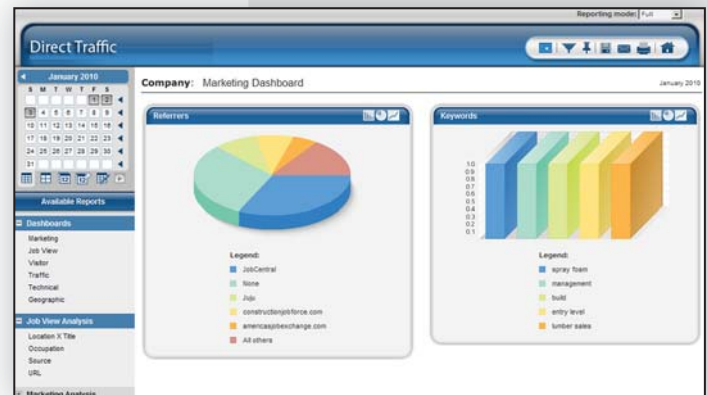 Reporting mode: Full
Direct Traffic
January 2010
S M T W T F S
1 2
3 4 5 6 7 8 9
10 11 12 13 14 15 16
17 18 19 20 21 22 23
24 25 26 27 28 29 30
31
Available Reports
Dashboards
Marketing
Job View
Visitor
Traffic
Technical
Geographic
Job View Analysis
Location X Title
Occupation
Source
URL
Marketing Analysis
Company: Marketing Dashboard
January 2010
Referrers
Legend:
JobCentral
None
Juju
constructionjobforce.com
americasjobexchange.com
All others
Keywords
1.0
0.9
0.8
0.7
0.6
0.5
0.4
0.3
0.2
0.1
Legend:
spray foam
management
build
entry level
lumber sales